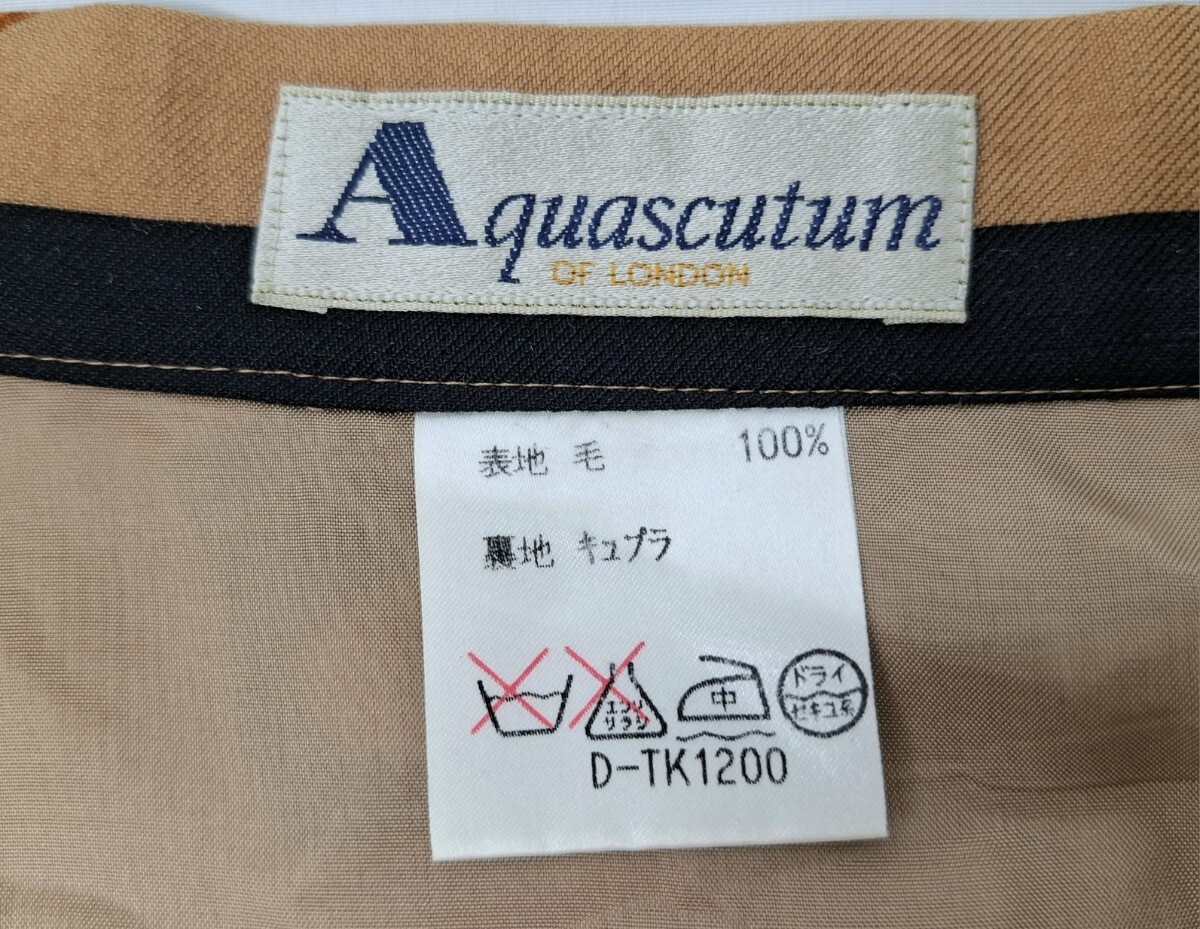 Aquascutum
OF LONDON
表地 毛 100%
裏地 キュプラ
エンソ
サラシ
中
ドライ
セキユ系
D-TK1200